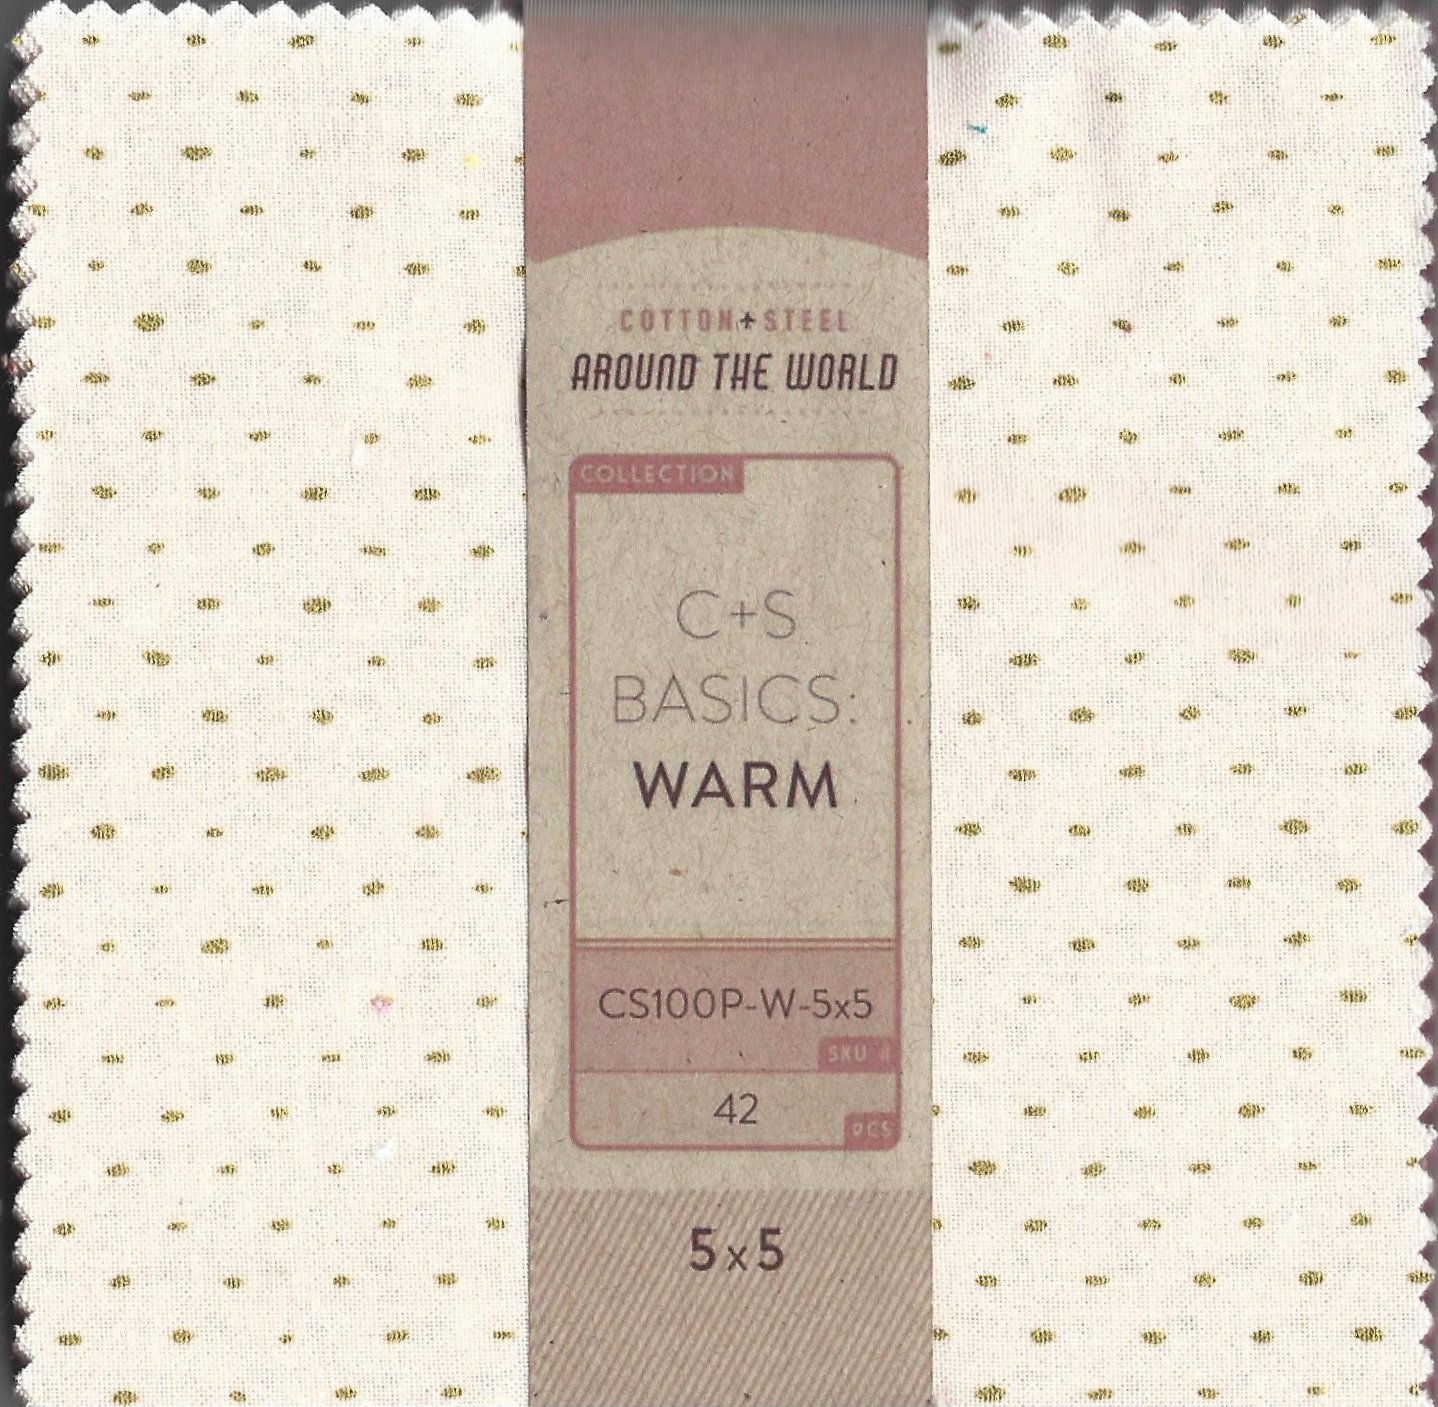 COTTON+STEEL
AROUND THE WORLD
COLLECTION
C+S
BASICS:
WARM
CS100P-W-5x5
SKU #
42
PCS
5x5